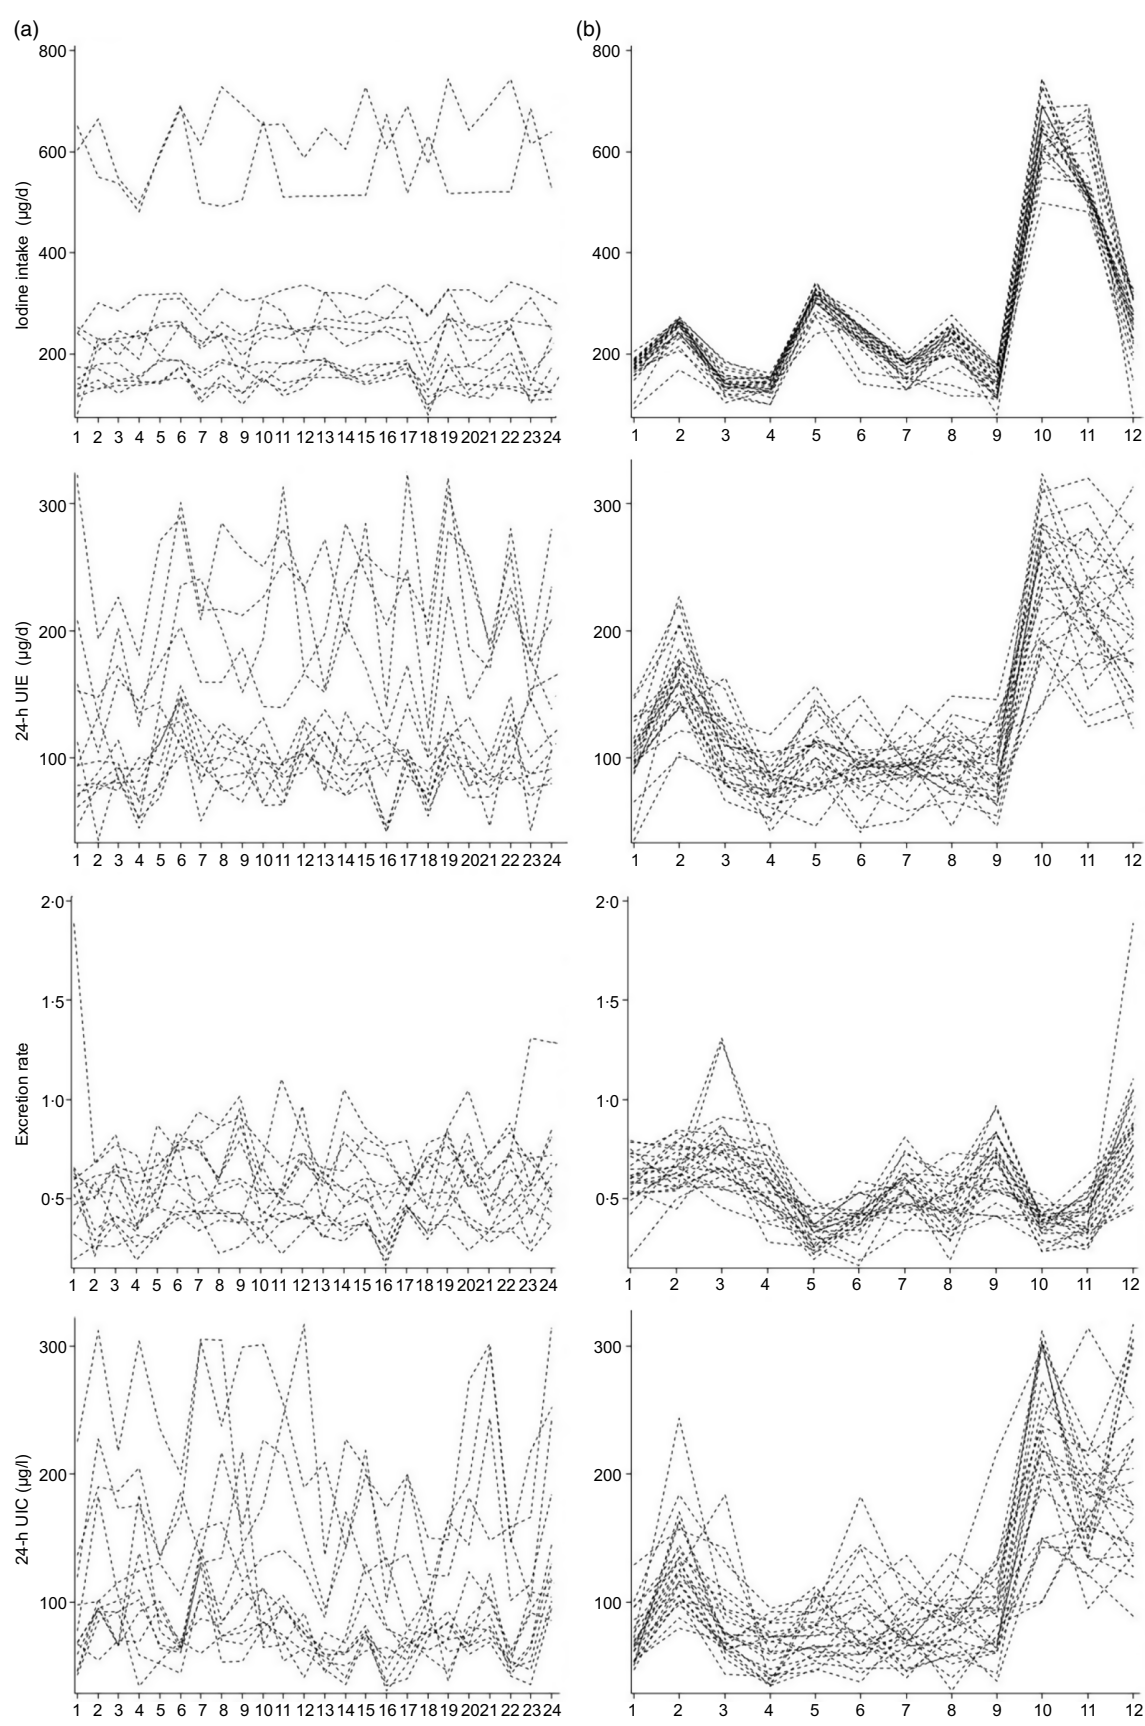 (a) (b)
800 800
600 600
400 400
200 200
Iodine intake (µg/d)
1 2 3 4 5 6 7 8 9 10 11 12 13 14 15 16 17 18 19 20 21 22 23 24 1 2 3 4 5 6 7 8 9 10 11 12
300 300
200 200
100 100
24-h UIE (µg/d)
1 2 3 4 5 6 7 8 9 10 11 12 13 14 15 16 17 18 19 20 21 22 23 24 1 2 3 4 5 6 7 8 9 10 11 12
2·0 2·0
1·5 1·5
1·0 1·0
0·5 0·5
Excretion rate
1 2 3 4 5 6 7 8 9 10 11 12 13 14 15 16 17 18 19 20 21 22 23 24 1 2 3 4 5 6 7 8 9 10 11 12
300 300
200 200
100 100
24-h UIC (µg/l)
1 2 3 4 5 6 7 8 9 10 11 12 13 14 15 16 17 18 19 20 21 22 23 24 1 2 3 4 5 6 7 8 9 10 11 12